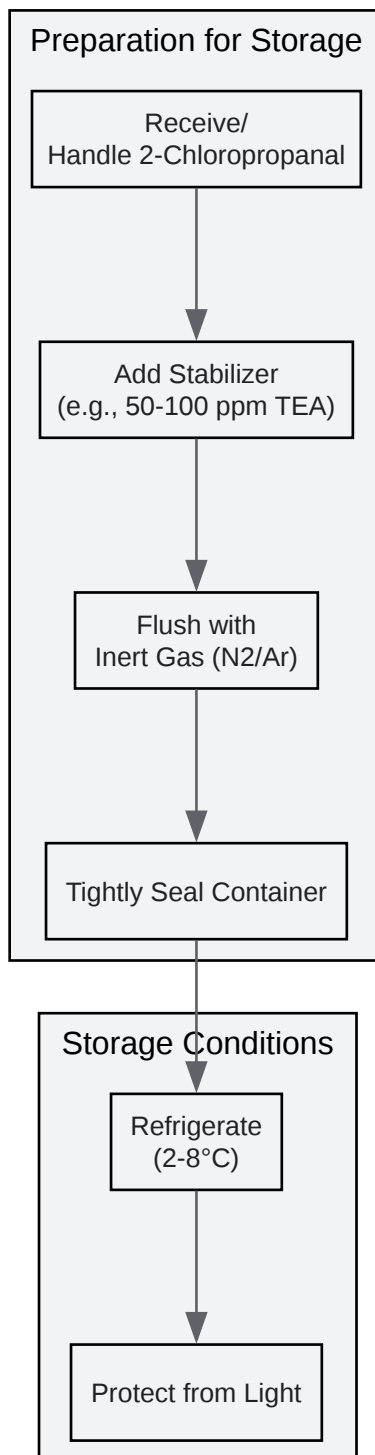 Preparation for Storage
Receive/
Handle 2-Chloropropanal
Add Stabilizer
(e.g., 50-100 ppm TEA)
Flush with
Inert Gas (N2/Ar)
Tightly Seal Container
Storage Conditions
Refrigerate
(2-8°C)
Protect from Light